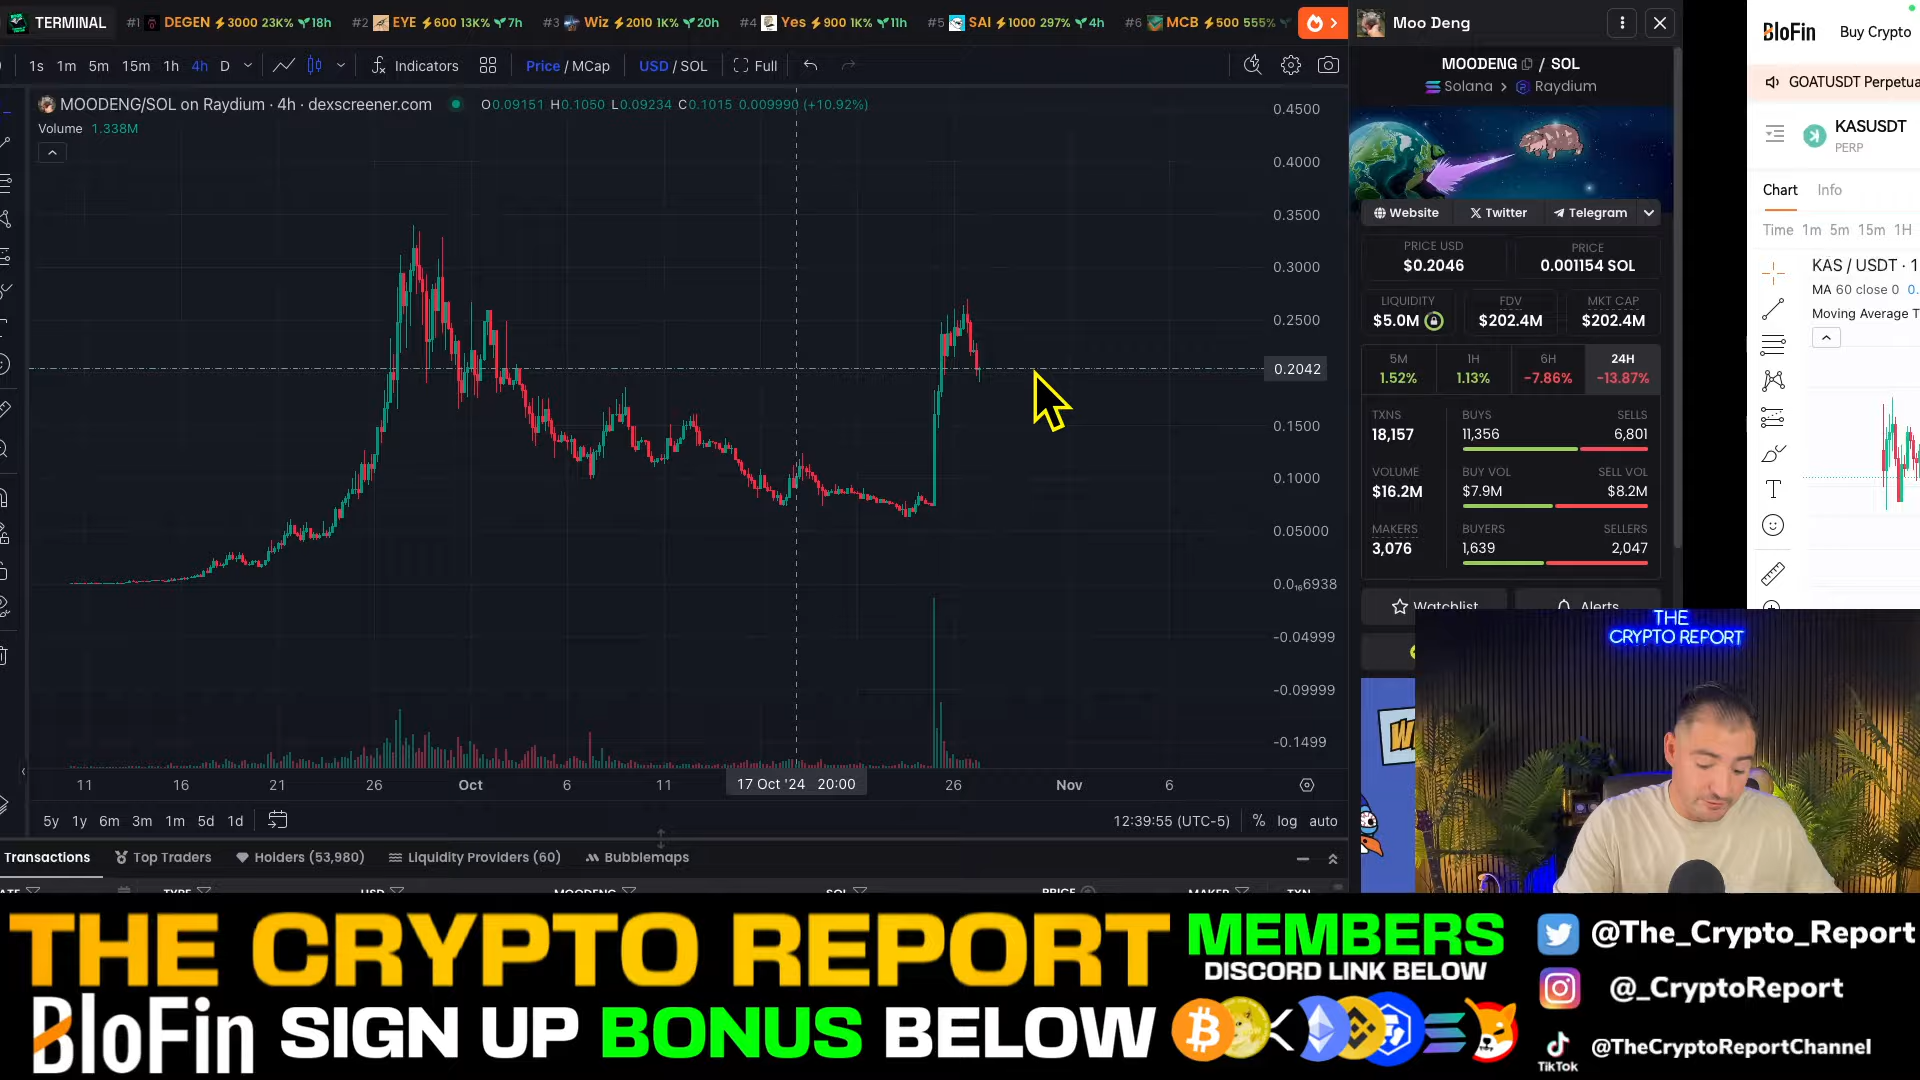 TERMINAL
#1 DEGEN ⚡3000 23K% 18h
#2 EYE ⚡600 13K% 7h
#3 Wiz ⚡2010 1K% 20h
#4 Yes ⚡900 1K% 11h
#5 SAI ⚡1000 297% 4h
#6 MCB ⚡500 555%
1s 1m 5m 15m 1h 4h D
Indicators
Price / MCap
USD / SOL
Full
MOODENG/SOL on Raydium · 4h · dexscreener.com
O0.09151 H0.1050 L0.09234 C0.1015 0.009990 (+10.92%)
Volume 1.338M
0.4500
0.4000
0.3500
0.3000
0.2500
0.2042
0.1500
0.1000
0.05000
0.0₁₆6938
-0.04999
-0.09999
-0.1499
11 16 21 26 Oct 6 11 17 Oct '24 20:00 26 Nov 6
5y 1y 6m 3m 1m 5d 1d
12:39:55 (UTC-5) % log auto
Transactions
Top Traders
Holders (53,980)
Liquidity Providers (60)
Bubblemaps
TYPE USD MOODENG SOL PRICE MAKER TXN
Moo Deng
MOODENG / SOL
Solana > Raydium
Website
Twitter
Telegram
PRICE USD
$0.2046
PRICE
0.001154 SOL
LIQUIDITY
$5.0M
FDV
$202.4M
MKT CAP
$202.4M
5M
1.52%
1H
1.13%
6H
-7.86%
24H
-13.87%
TXNS
18,157
BUYS
11,356
SELLS
6,801
VOLUME
$16.2M
BUY VOL
$7.9M
SELL VOL
$8.2M
MAKERS
3,076
BUYERS
1,639
SELLERS
2,047
Watchlist
Alerts
BloFin
Buy Crypto
GOATUSDT Perpetua
KASUSDT
PERP
Chart Info
Time 1m 5m 15m 1H
KAS / USDT · 1
MA 60 close 0 0.
Moving Average T
THE
CRYPTO REPORT
THE CRYPTO REPORT
BloFin SIGN UP BONUS BELOW
MEMBERS
DISCORD LINK BELOW
@The_Crypto_Report
@_CryptoReport
TikTok
@TheCryptoReportChannel